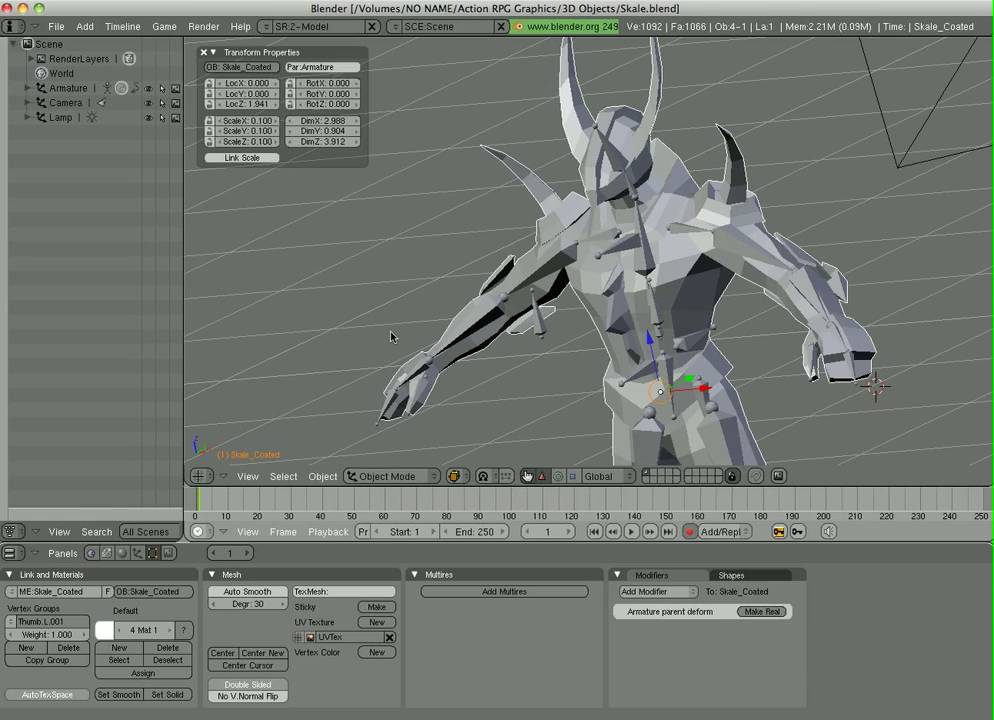 Blender [/Volumes/NO NAME/Action RPG Graphics/3D Objects/Skale.blend]
File Add Timeline Game Render Help SR:2-Model SCE:Scene www.blender.org 249 Ve:1092 | Fa:1066 | Ob:4-1 | La:1 | Mem:2.21M (0.09M) | Time: | Skale_Coated
Scene
RenderLayers
World
Armature
Camera
Lamp
Transform Properties
OB: Skale_Coated Par:Armature
LocX: 0.000 RotX: 0.000
LocY: 0.000 RotY: 0.000
LocZ: 1.941 RotZ: 0.000
ScaleX: 0.100 DimX: 2.988
ScaleY: 0.100 DimY: 0.904
ScaleZ: 0.100 DimZ: 3.912
Link Scale
(1) Skale_Coated
View Select Object Object Mode Global
0 10 20 30 40 50 60 70 80 90 100 110 120 130 140 150 160 170 180 190 200 210 220 230 240 250
View Search All Scenes
View Frame Playback Pr Start: 1 End: 250 1 Add/Repl
Panels 1
Link and Materials
ME:Skale_Coated F OB:Skale_Coated
Vertex Groups
Default
Thumb.L.001
Weight: 1.000
4 Mat 1 ?
New Delete New Delete
Copy Group Select Deselect
Assign
AutoTexSpace Set Smooth Set Solid
Mesh
Auto Smooth
Degr: 30
TexMesh:
Sticky Make
UV Texture New
UVTex
Center Center New
Center Cursor
Vertex Color New
Double Sided
No V.Normal Flip
Multires
Add Multires
Modifiers Shapes
Add Modifier To: Skale_Coated
Armature parent deform Make Real